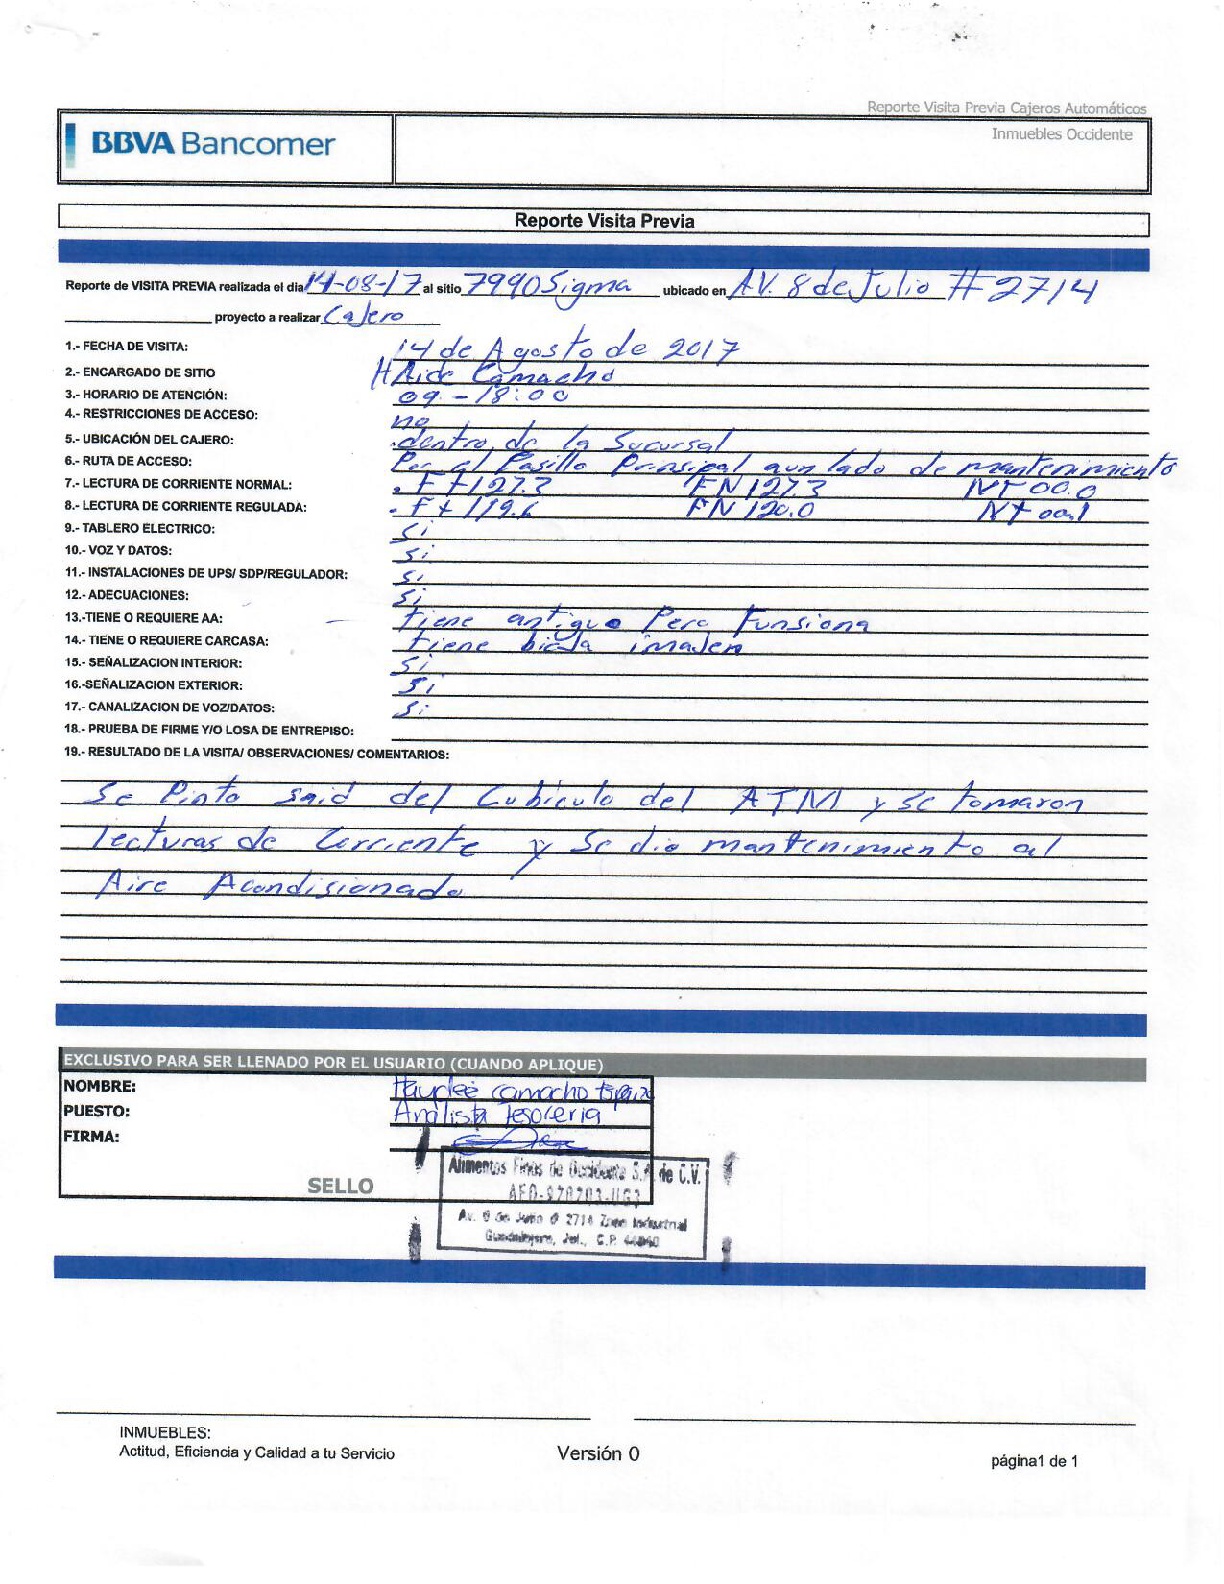 Reporte Visita Previa Cajeros Automáticos
BBVA Bancomer
Inmuebles Occidente
Reporte Visita Previa
Reporte de VISITA PREVIA realizada el dia 14-08-17 al sitio 7990 Sigma ubicado en AV. 8 de Julio # 2714
proyecto a realizar Cajero
1.- FECHA DE VISITA: 14 de Agosto de 2017
2.- ENCARGADO DE SITIO HAide Camacho
3.- HORARIO DE ATENCIÓN: 09 - 18:00
4.- RESTRICCIONES DE ACCESO: no
5.- UBICACIÓN DEL CAJERO: dentro de la Sucursal
6.- RUTA DE ACCESO: Por el Pasillo Prinsipal aun lado de mantenimiento
7.- LECTURA DE CORRIENTE NORMAL: . F t 127.3 FN 127.3 NT 00.0
8.- LECTURA DE CORRIENTE REGULADA: . F t 119.6 FN 120.0 NT 00.1
9.- TABLERO ELECTRICO: si
10.- VOZ Y DATOS: si
11.- INSTALACIONES DE UPS/ SDP/REGULADOR: si
12.- ADECUACIONES: si
13.-TIENE O REQUIERE AA: tiene antiguo Pero Funsiona
14.- TIENE O REQUIERE CARCASA: tiene imajen
15.- SEÑALIZACION INTERIOR: si
16.-SEÑALIZACION EXTERIOR: si
17.- CANALIZACION DE VOZ/DATOS: si
18.- PRUEBA DE FIRME Y/O LOSA DE ENTREPISO:
19.- RESULTADO DE LA VISITA/ OBSERVACIONES/ COMENTARIOS:
Se Pinto del Cubiculo del ATM y se tomaron
lecturas de Corriente y Se dio mantenimiento al
Aire Acondisionado
EXCLUSIVO PARA SER LLENADO POR EL USUARIO (CUANDO APLIQUE)
NOMBRE: Haydeé camacho
PUESTO: Analista Tesoreria
FIRMA:
SELLO
Alimentos Finos de Occidente S.A. de C.V.
Av. 8 de Julio # 2714 Zona Industrial
Guadalajara, Jal., C.P. 44940
INMUEBLES:
Actitud, Eficiencia y Calidad a tu Servicio
Versión 0
página1 de 1